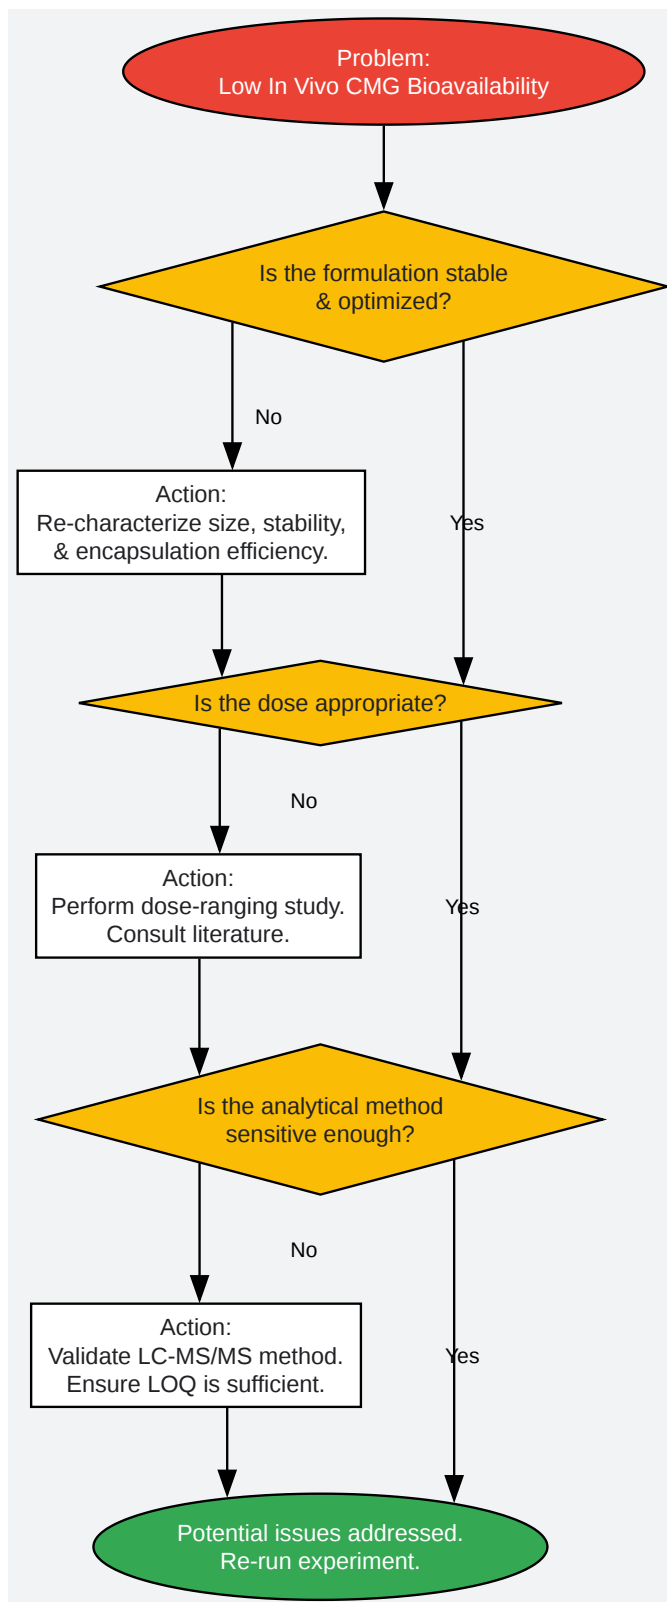 Problem:
Low In Vivo CMG Bioavailability
Is the formulation stable
& optimized?
No
Action:
Re-characterize size, stability,
& encapsulation efficiency.
Yes
Is the dose appropriate?
No
Action:
Perform dose-ranging study.
Consult literature.
Yes
Is the analytical method
sensitive enough?
No
Action:
Validate LC-MS/MS method.
Ensure LOQ is sufficient.
Yes
Potential issues addressed.
Re-run experiment.